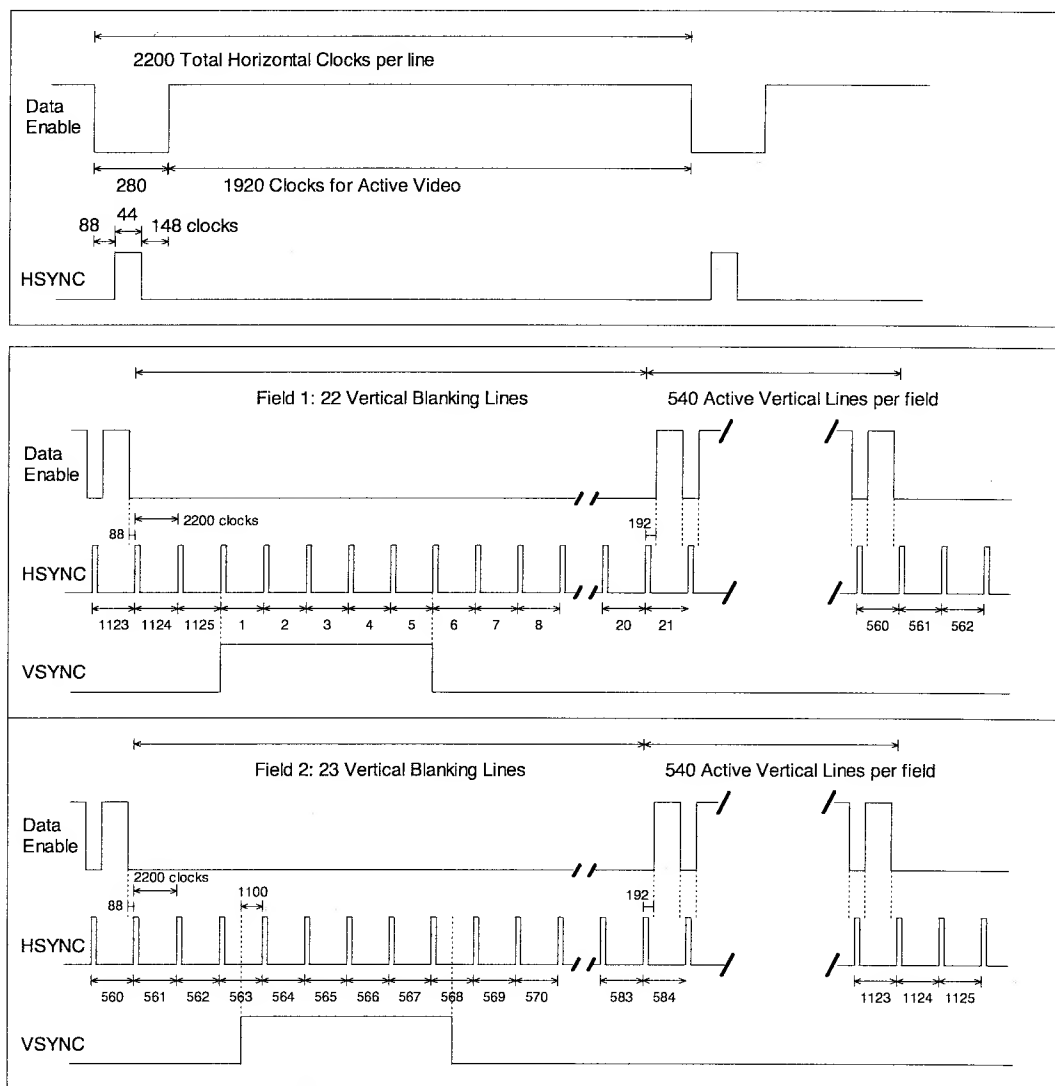 2200 Total Horizontal Clocks per line
Data
Enable
280
1920 Clocks for Active Video
44
88
148 clocks
HSYNC
Field 1: 22 Vertical Blanking Lines
540 Active Vertical Lines per field
Data
Enable
88
2200 clocks
192
HSYNC
1123 1124 1125 1 2 3 4 5 6 7 8 20 21 560 561 562
VSYNC
Field 2: 23 Vertical Blanking Lines
540 Active Vertical Lines per field
Data
Enable
2200 clocks
88
1100
192
HSYNC
560 561 562 563 564 565 566 567 568 569 570 583 584 1123 1124 1125
VSYNC